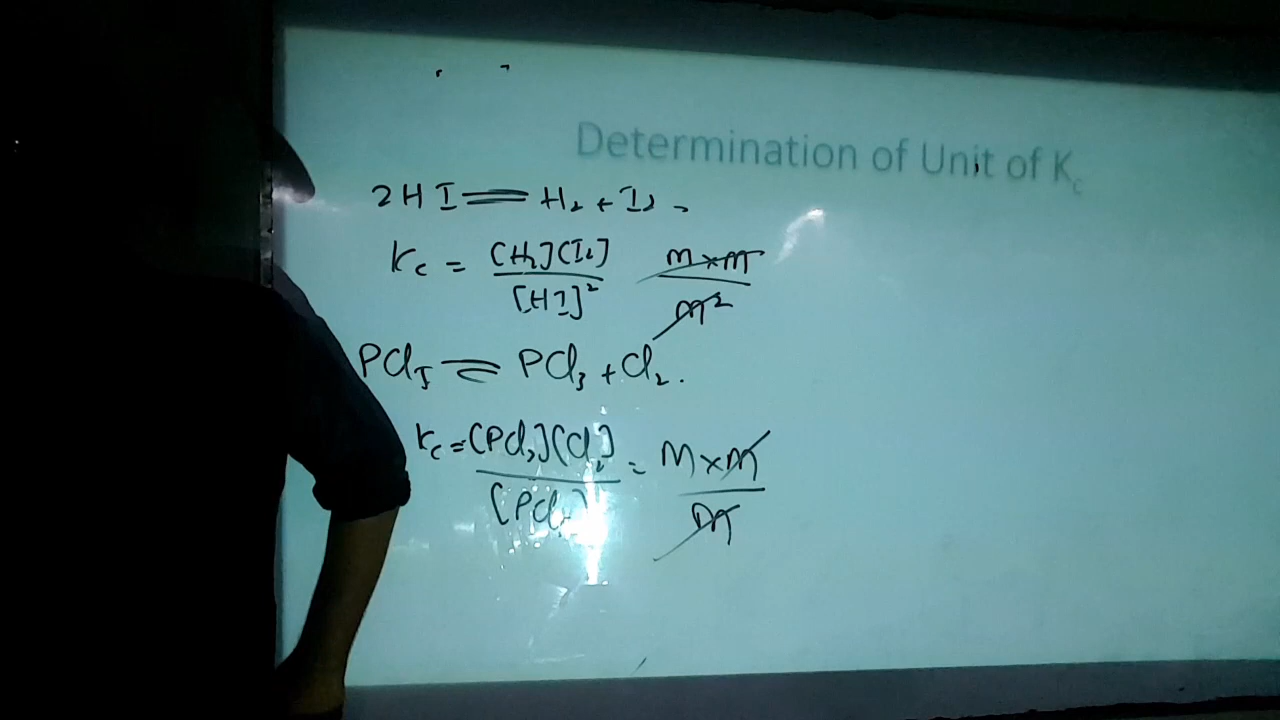 Determination of Unit of Kc
2HI ⇌ H₂ + I₂
Kc = [H₂][I₂] / [HI]² M×M / M²
PCl₅ ⇌ PCl₃ + Cl₂.
Kc = [PCl₃][Cl₂] / [PCl₅] = M×M / M